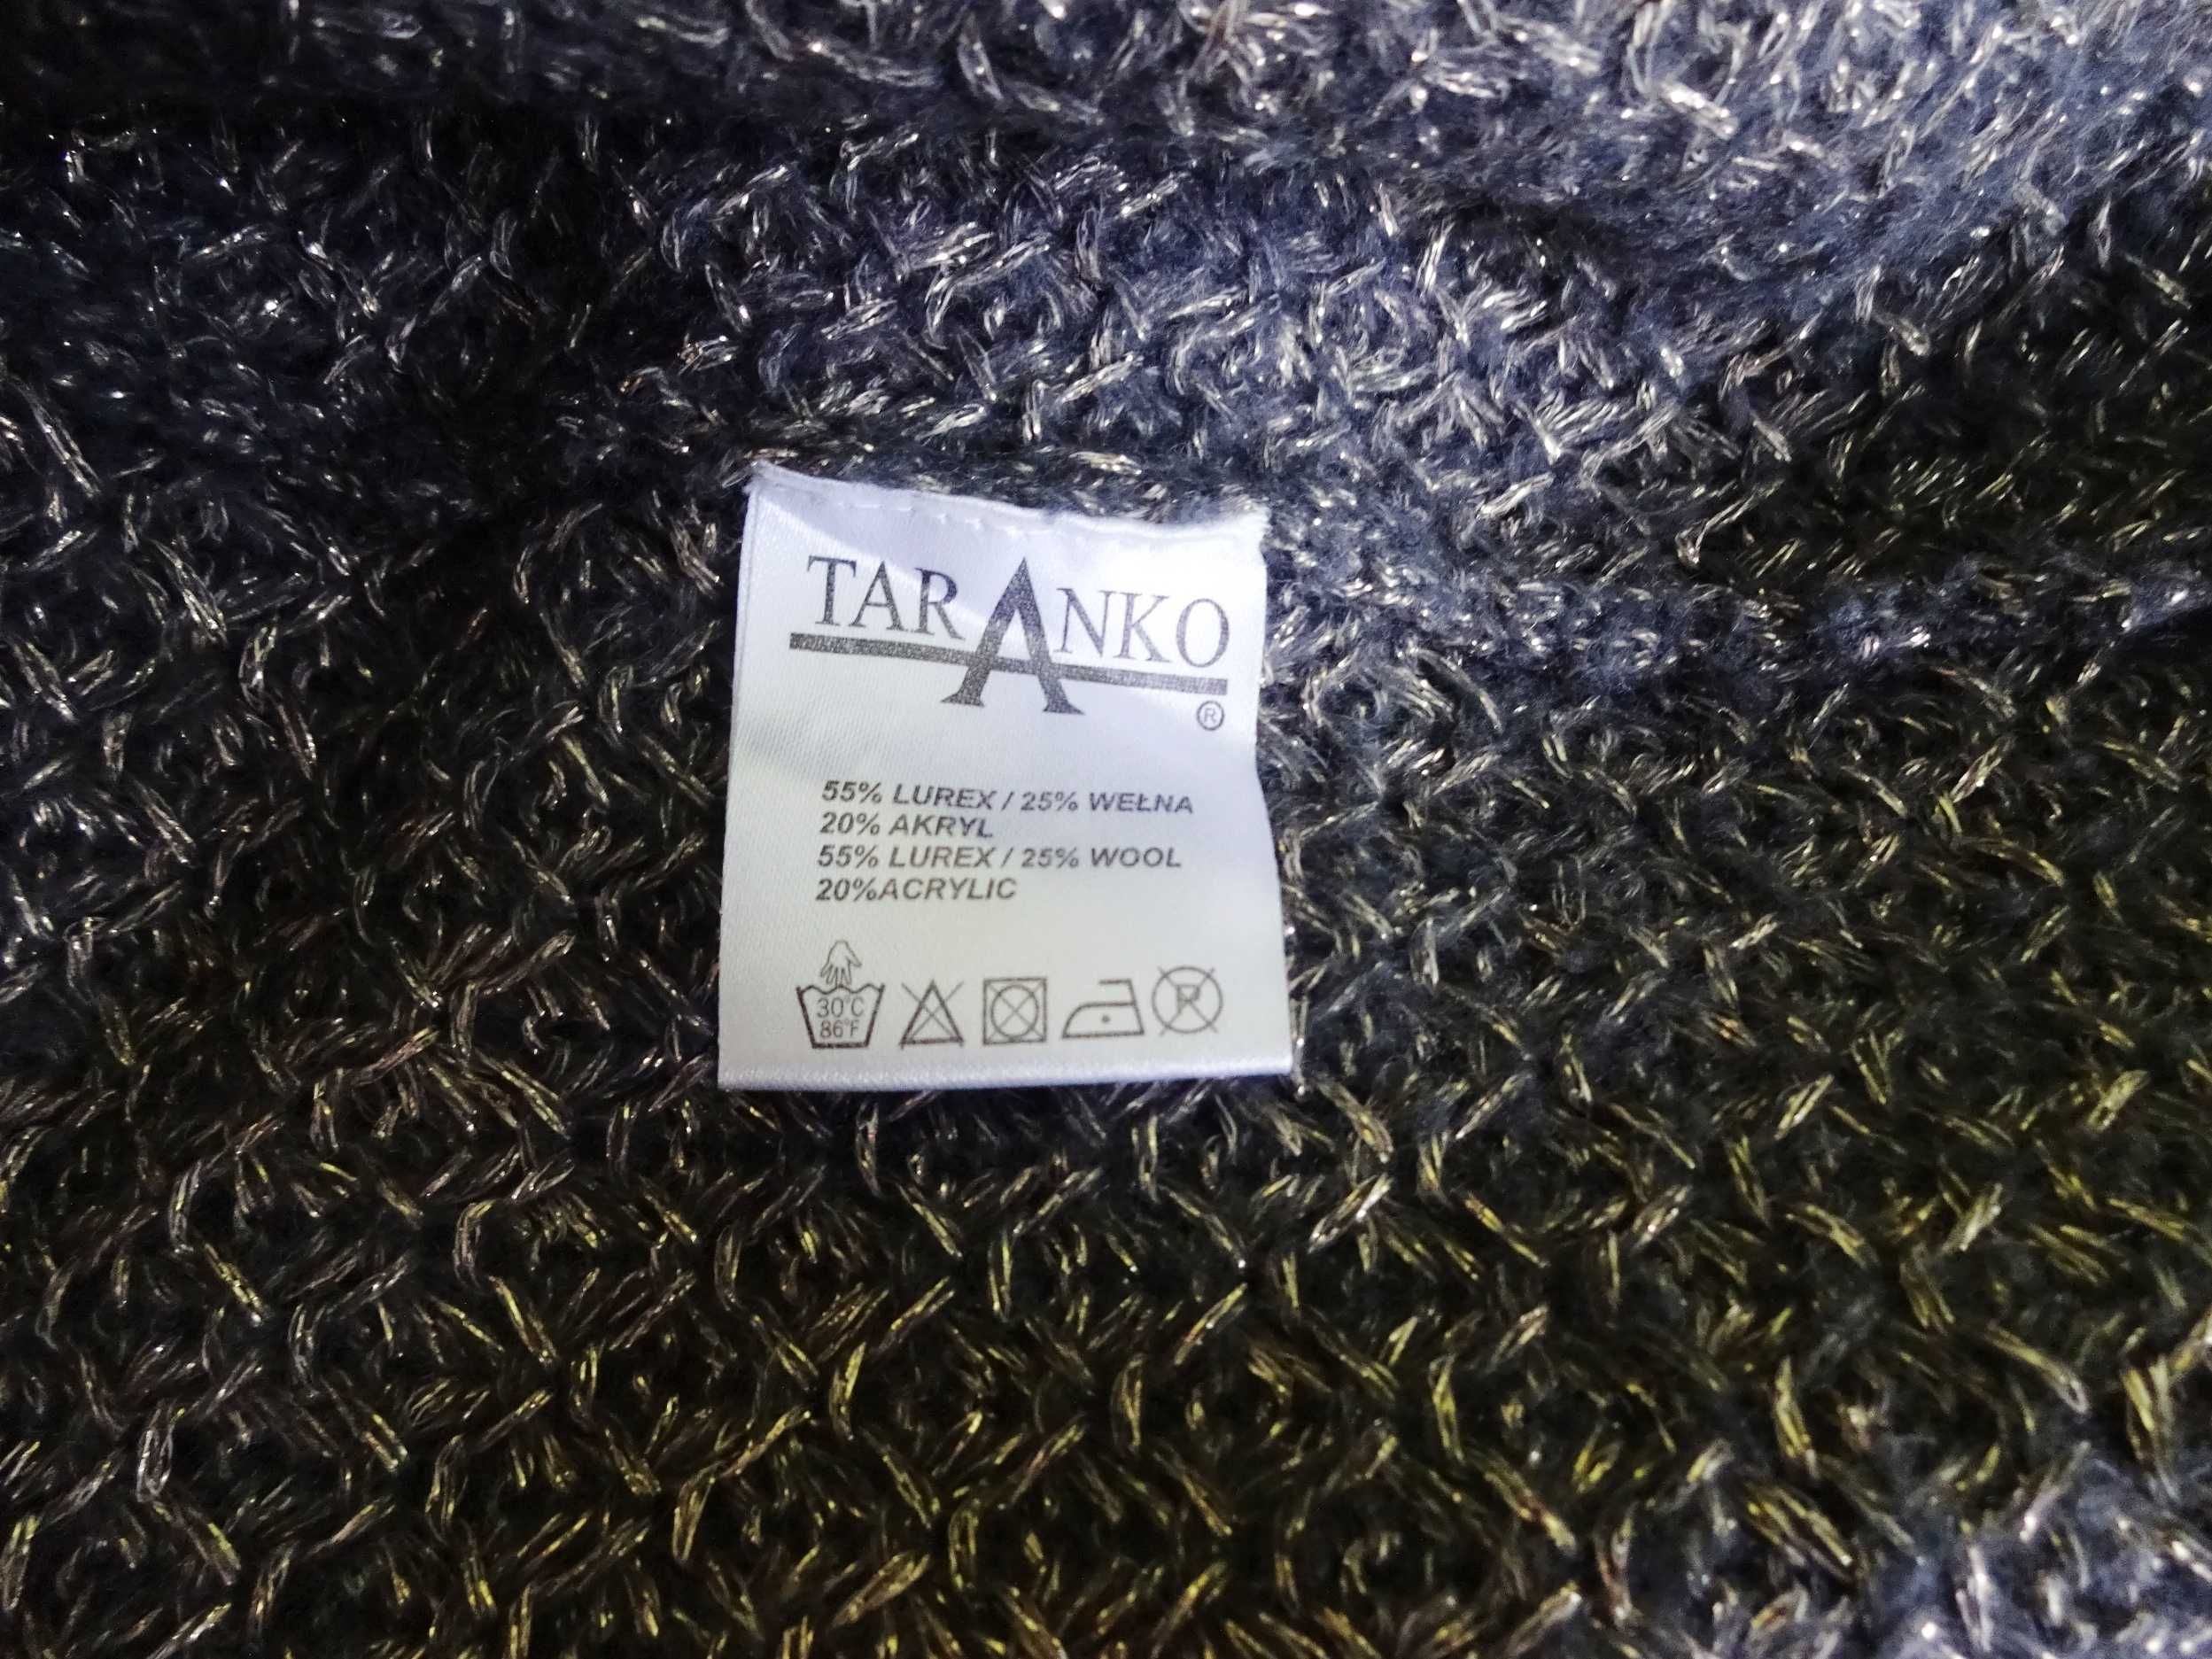 TARANKO
®
55% LUREX / 25% WEŁNA
20% AKRYL
55% LUREX / 25% WOOL
20%ACRYLIC
30°C
86°F
P